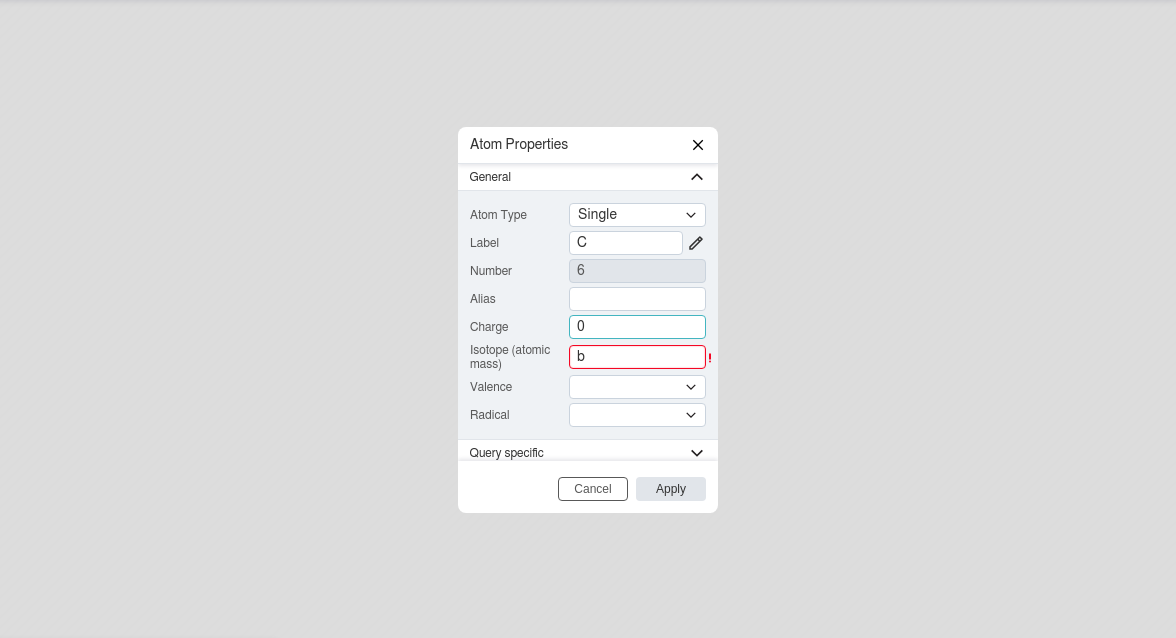 Atom Properties
General
Atom Type Single
Label C
Number 6
Alias
Charge 0
Isotope (atomic
mass) b !
Valence
Radical
Query specific
Cancel Apply